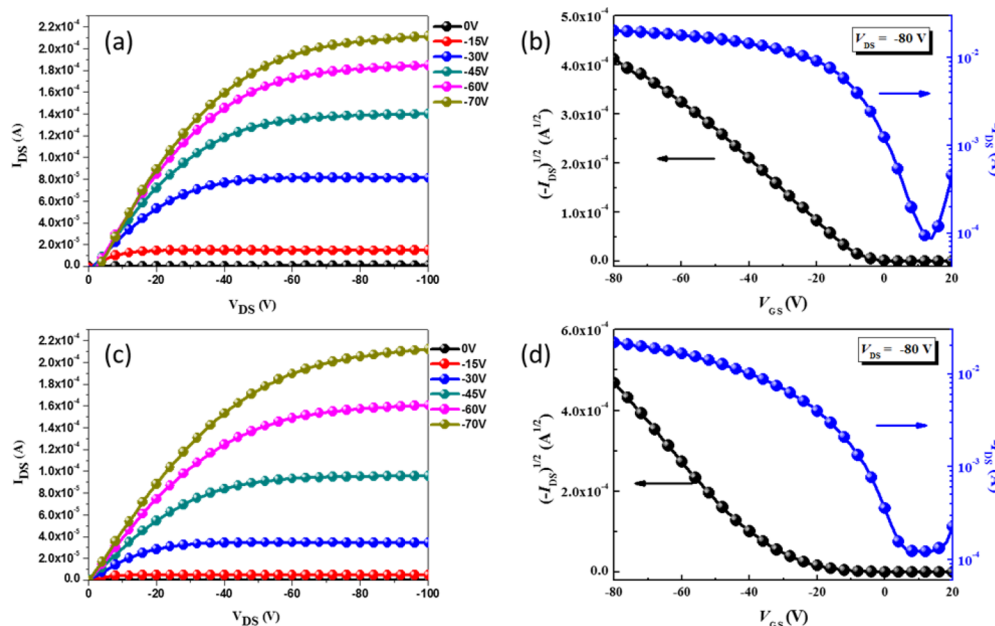 (a)
2.2x10⁻⁴
2.0x10⁻⁴
1.8x10⁻⁴
1.6x10⁻⁴
1.4x10⁻⁴
1.2x10⁻⁴
1.0x10⁻⁴
8.0x10⁻⁵
6.0x10⁻⁵
4.0x10⁻⁵
2.0x10⁻⁵
0.0
I_DS (A)
0 -20 -40 -60 -80 -100
V_DS (V)
0V
-15V
-30V
-45V
-60V
-70V
(b)
5.0x10⁻⁴
4.0x10⁻⁴
3.0x10⁻⁴
2.0x10⁻⁴
1.0x10⁻⁴
0.0
(-I_DS)^1/2 (A^1/2)
-80 -60 -40 -20 0 20
V_GS (V)
V_DS = -80 V
10⁻²
10⁻³
10⁻⁴
(c)
2.2x10⁻⁴
2.0x10⁻⁴
1.8x10⁻⁴
1.6x10⁻⁴
1.4x10⁻⁴
1.2x10⁻⁴
1.0x10⁻⁴
8.0x10⁻⁵
6.0x10⁻⁵
4.0x10⁻⁵
2.0x10⁻⁵
0.0
I_DS (A)
0 -20 -40 -60 -80 -100
V_DS (V)
0V
-15V
-30V
-45V
-60V
-70V
(d)
6.0x10⁻⁴
4.0x10⁻⁴
2.0x10⁻⁴
0.0
(-I_DS)^1/2 (A^1/2)
-80 -60 -40 -20 0 20
V_GS (V)
V_DS = -80 V
10⁻²
10⁻³
10⁻⁴